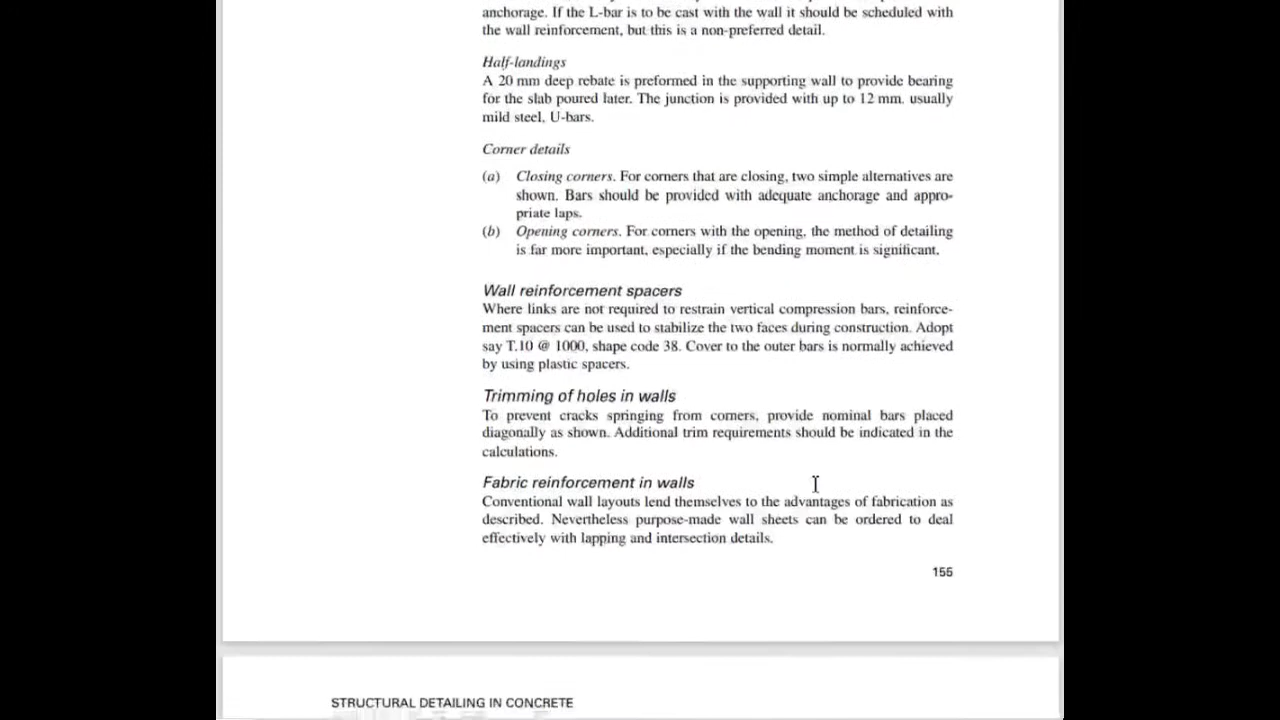 anchorage. If the L-bar is to be cast with the wall it should be scheduled with
the wall reinforcement, but this is a non-preferred detail.
Half-landings
A 20 mm deep rebate is preformed in the supporting wall to provide bearing
for the slab poured later. The junction is provided with up to 12 mm. usually
mild steel, U-bars.
Corner details
(a) Closing corners. For corners that are closing, two simple alternatives are
shown. Bars should be provided with adequate anchorage and appro-
priate laps.
(b) Opening corners. For corners with the opening, the method of detailing
is far more important, especially if the bending moment is significant.
Wall reinforcement spacers
Where links are not required to restrain vertical compression bars, reinforce-
ment spacers can be used to stabilize the two faces during construction. Adopt
say T.10 @ 1000, shape code 38. Cover to the outer bars is normally achieved
by using plastic spacers.
Trimming of holes in walls
To prevent cracks springing from corners, provide nominal bars placed
diagonally as shown. Additional trim requirements should be indicated in the
calculations.
Fabric reinforcement in walls
Conventional wall layouts lend themselves to the advantages of fabrication as
described. Nevertheless purpose-made wall sheets can be ordered to deal
effectively with lapping and intersection details.
155
STRUCTURAL DETAILING IN CONCRETE